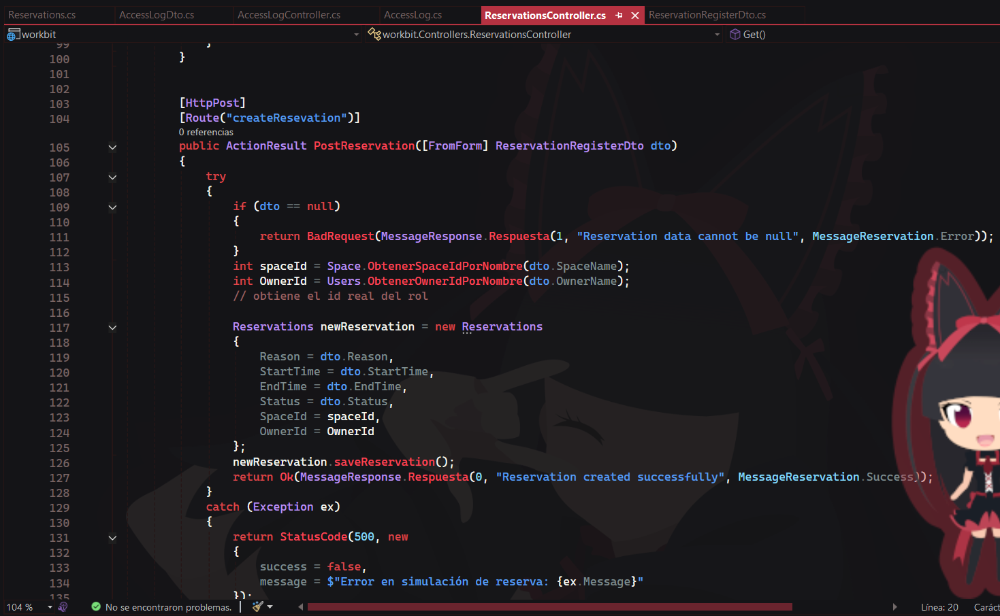 Reservations.cs AccessLogDto.cs AccessLogController.cs AccessLog.cs ReservationsController.cs ReservationRegisterDto.cs
workbit workbit.Controllers.ReservationsController Get()
99 }
100 }
101
102
103 [HttpPost]
104 [Route("createResevation")]
0 referencias
105 public ActionResult PostReservation([FromForm] ReservationRegisterDto dto)
106 {
107 try
108 {
109 if (dto == null)
110 {
111 return BadRequest(MessageResponse.Respuesta(1, "Reservation data cannot be null", MessageReservation.Error));
112 }
113 int spaceId = Space.ObtenerSpaceIdPorNombre(dto.SpaceName);
114 int OwnerId = Users.ObtenerOwnerIdPorNombre(dto.OwnerName);
115 // obtiene el id real del rol
116
117 Reservations newReservation = new Reservations
118 {
119 Reason = dto.Reason,
120 StartTime = dto.StartTime,
121 EndTime = dto.EndTime,
122 Status = dto.Status,
123 SpaceId = spaceId,
124 OwnerId = OwnerId
125 };
126 newReservation.saveReservation();
127 return Ok(MessageResponse.Respuesta(0, "Reservation created successfully", MessageReservation.Success));
128 }
129 catch (Exception ex)
130 {
131 return StatusCode(500, new
132 {
133 success = false,
134 message = $"Error en simulación de reserva: {ex.Message}"
135 });
104 % No se encontraron problemas. Línea: 20 Caráct